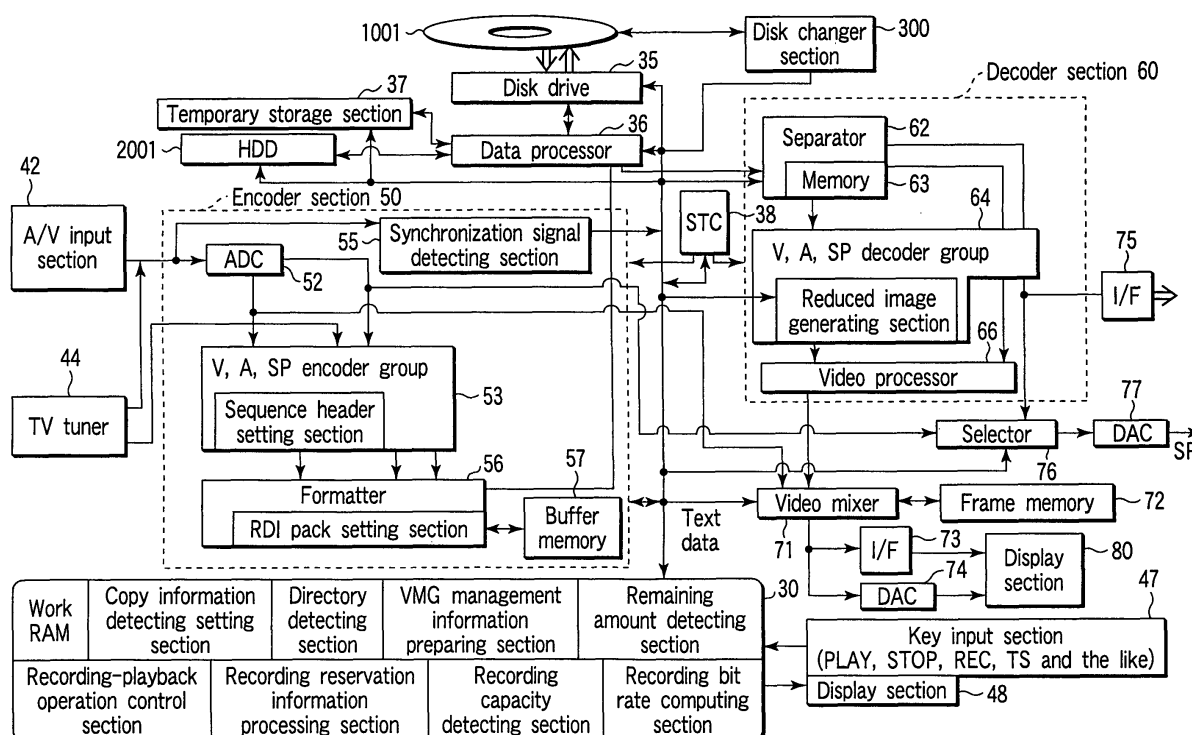 1001
Disk changer section
300
35
Disk drive
Decoder section 60
37
Temporary storage section
36
Data processor
2001
HDD
62
Separator
Memory
63
42
A/V input section
Encoder section 50
55
Synchronization signal detecting section
STC
38
64
V, A, SP decoder group
Reduced image generating section
75
I/F
ADC
52
66
Video processor
44
TV tuner
V, A, SP encoder group
Sequence header setting section
53
77
Selector
76
DAC
SP
56
Formatter
RDI pack setting section
57
Buffer memory
Text data
Video mixer
71
Frame memory
72
73
I/F
74
DAC
Display section
80
30
Work RAM
Copy information detecting setting section
Directory detecting section
VMG management information preparing section
Remaining amount detecting section
Recording-playback operation control section
Recording reservation information processing section
Recording capacity detecting section
Recording bit rate computing section
47
Key input section
(PLAY, STOP, REC, TS and the like)
Display section
48